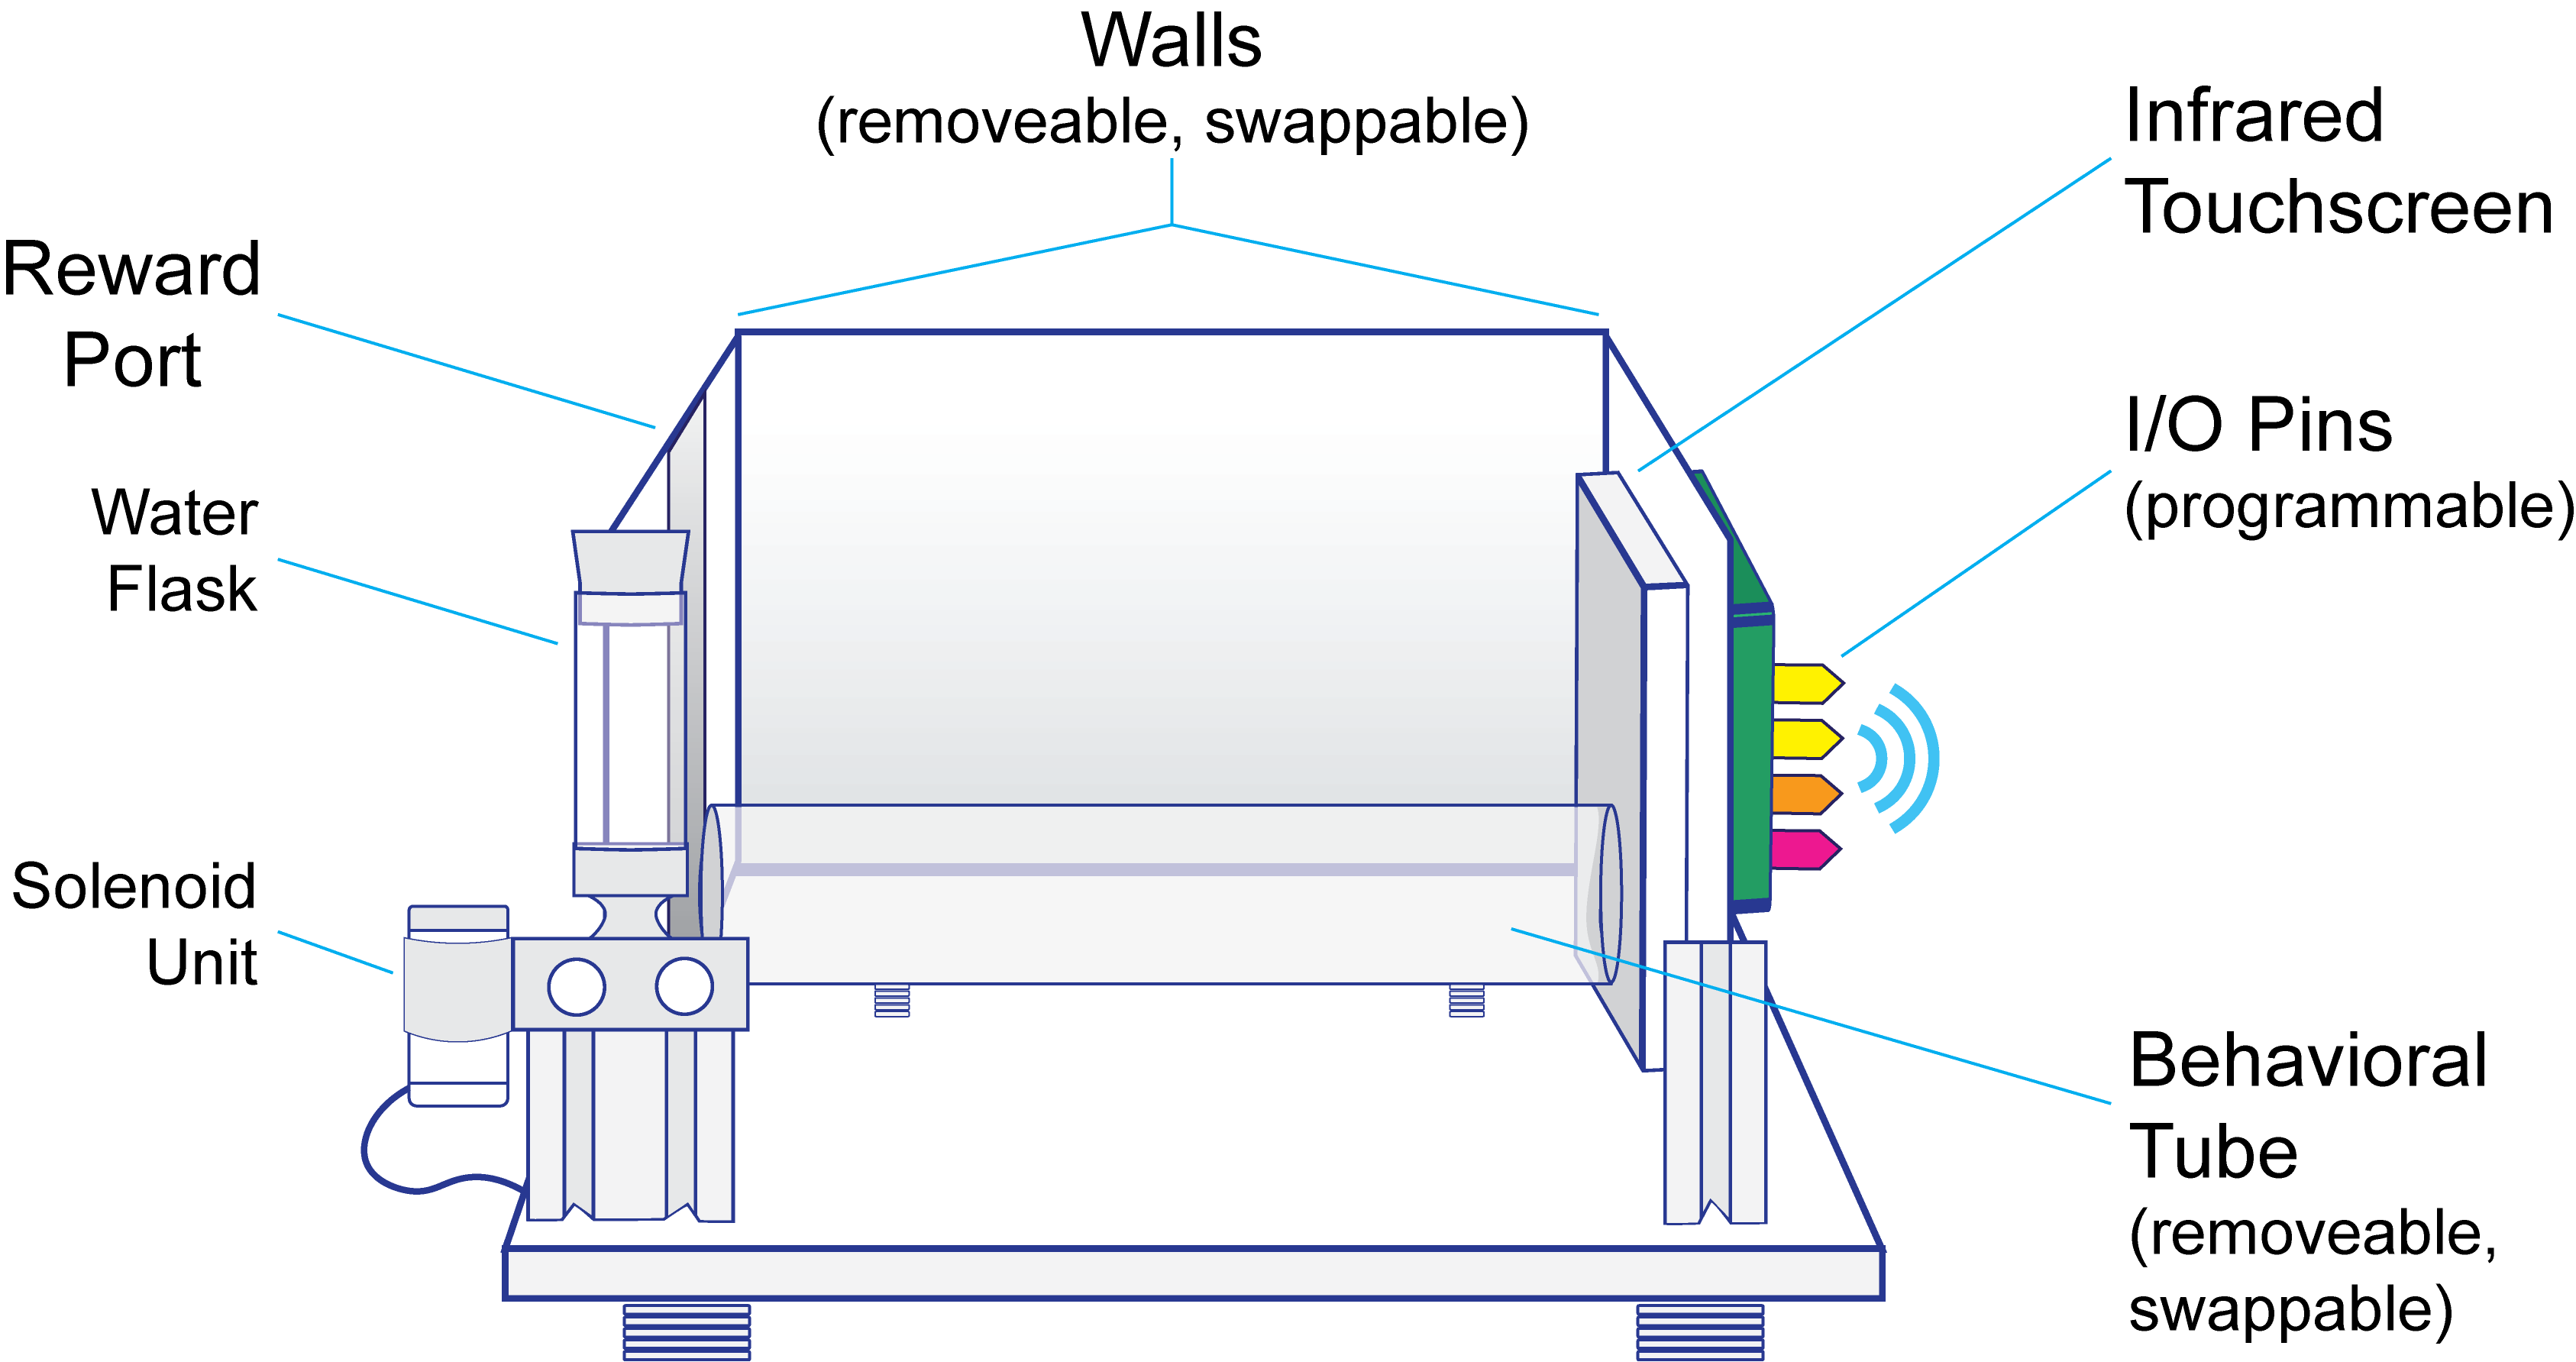 Walls
(removeable, swappable)
Infrared
Touchscreen
Reward
Port
I/O Pins
(programmable)
Water
Flask
Solenoid
Unit
Behavioral
Tube
(removeable,
swappable)